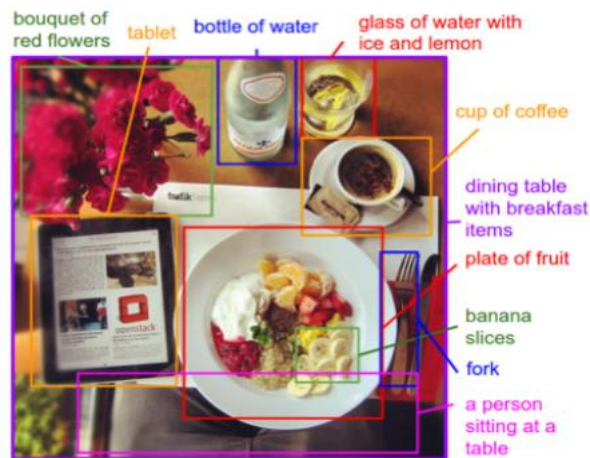 bouquet of
red flowers
tablet
bottle of water
glass of water with
ice and lemon
cup of coffee
dining table
with breakfast
items
plate of fruit
banana
slices
fork
a person
sitting at a
table
openstack